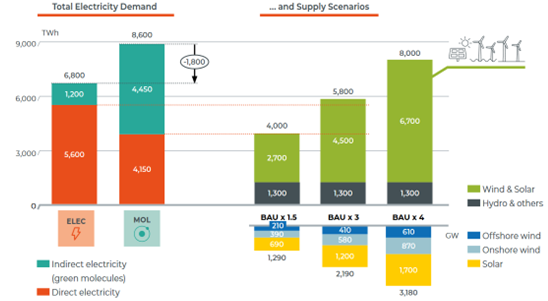 Total Electricity Demand
... and Supply Scenarios
TWh
9,000
6,000
3,000
0
6,800
1,200
5,600
8,600
4,450
4,150
-1,800
ELEC
MOL
4,000
2,700
1,300
5,800
4,500
1,300
8,000
6,700
1,300
BAU x 1.5
BAU x 3
BAU x 4
GW
210
390
690
1,290
410
580
1,200
2,190
610
870
1,700
3,180
Wind & Solar
Hydro & others
Offshore wind
Onshore wind
Solar
Indirect electricity
(green molecules)
Direct electricity